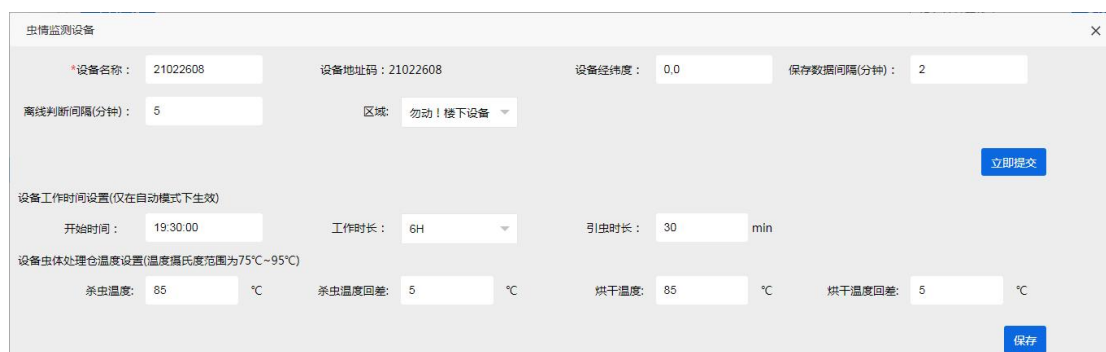 虫情监测设备 ×
*设备名称： 21022608 设备地址码：21022608 设备经纬度： 0,0 保存数据间隔(分钟)： 2
离线判断间隔(分钟)： 5 区域: 勿动！楼下设备
立即提交
设备工作时间设置(仅在自动模式下生效)
开始时间： 19:30:00 工作时长： 6H 引虫时长： 30 min
设备虫体处理仓温度设置(温度摄氏度范围为75℃~95℃)
杀虫温度: 85 ℃ 杀虫温度回差: 5 ℃ 烘干温度: 85 ℃ 烘干温度回差: 5 ℃
保存